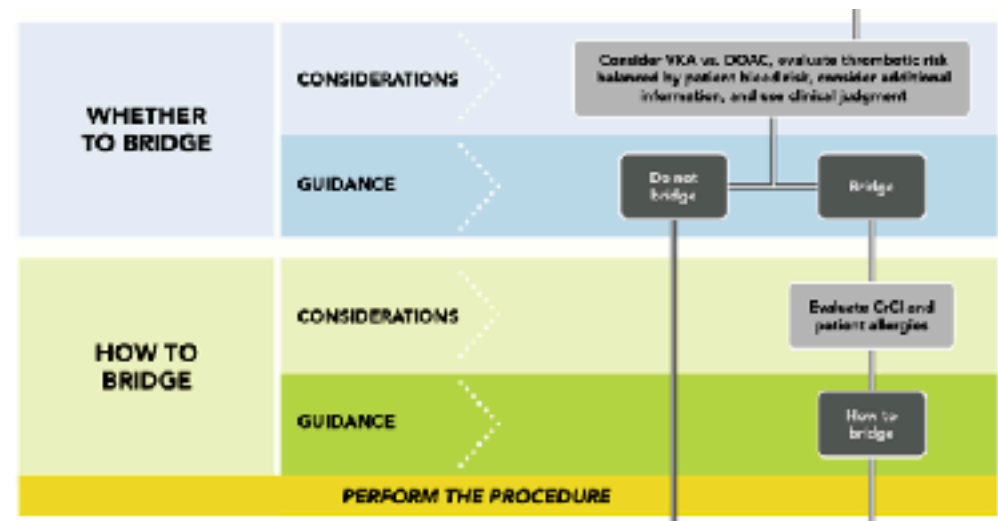 WHETHER
TO BRIDGE
CONSIDERATIONS
Consider VKA vs. DOAC, evaluate thrombotic risk
balanced by patient bleed risk, consider additional
information, and use clinical judgment
GUIDANCE
Do not
bridge
Bridge
HOW TO
BRIDGE
CONSIDERATIONS
Evaluate CrCl and
patient allergies
GUIDANCE
How to
bridge
PERFORM THE PROCEDURE